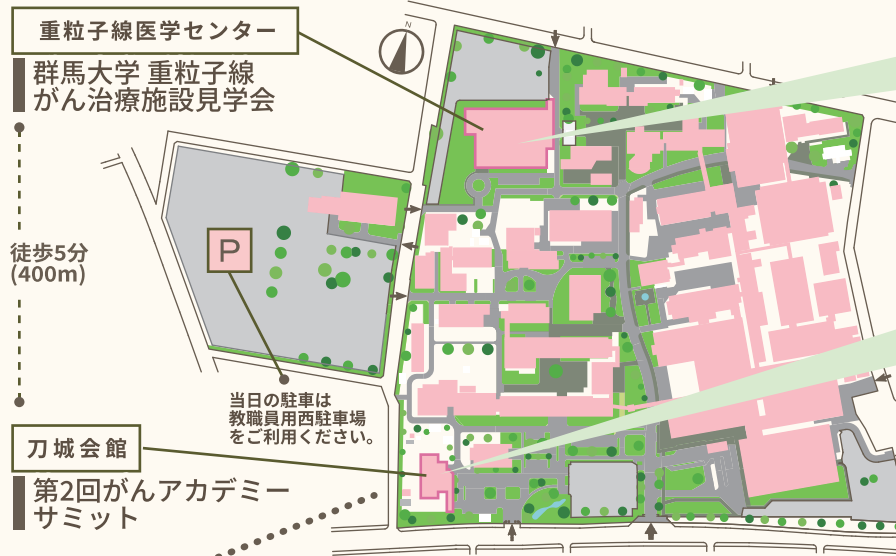 重粒子線医学センター
群馬大学 重粒子線
がん治療施設見学会
N
徒歩5分
(400m)
P
当日の駐車は
教職員用西駐車場
をご利用ください。
刀城会館
第2回がんアカデミー
サミット